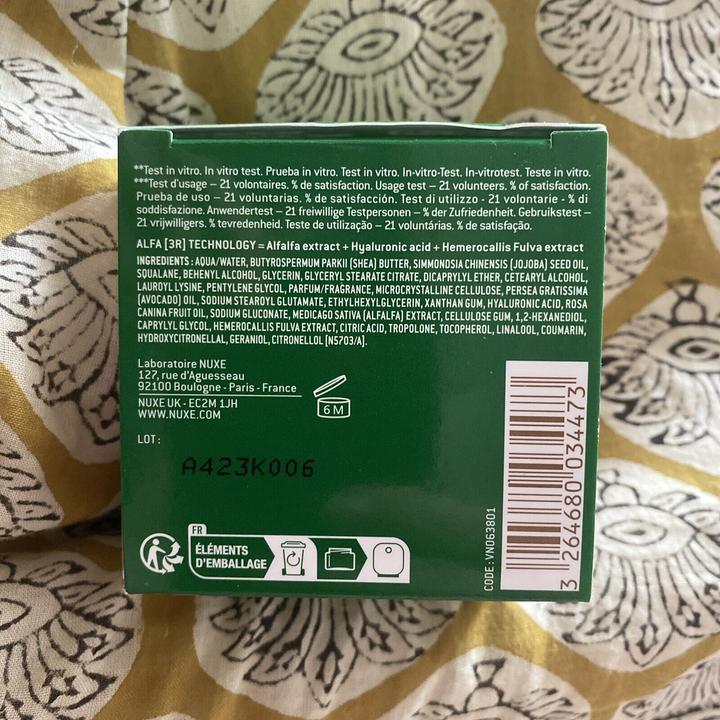 **Test in vitro. In vitro test. Prueba in vitro. Test in vitro. In-vitro-Test. In-vitrotest. Teste in vitro.
***Test d'usage – 21 volontaires. % de satisfaction. Usage test – 21 volunteers. % of satisfaction.
Prueba de uso – 21 voluntarias. % de satisfacción. Test di utilizzo - 21 volontarie - % di
soddisfazione. Anwendertest – 21 freiwillige Testpersonen – % der Zufriedenheit. Gebruikstest –
21 vrijwilligers. % tevredenheid. Teste de utilização – 21 voluntárias. % de satisfação.
ALFA [3R] TECHNOLOGY = Alfalfa extract + Hyaluronic acid + Hemerocallis Fulva extract
INGREDIENTS : AQUA/WATER, BUTYROSPERMUM PARKII (SHEA) BUTTER, SIMMONDSIA CHINENSIS (JOJOBA) SEED OIL,
SQUALANE, BEHENYL ALCOHOL, GLYCERIN, GLYCERYL STEARATE CITRATE, DICAPRYLYL ETHER, CETEARYL ALCOHOL,
LAUROYL LYSINE, PENTYLENE GLYCOL, PARFUM/FRAGRANCE, MICROCRYSTALLINE CELLULOSE, PERSEA GRATISSIMA
(AVOCADO) OIL, SODIUM STEAROYL GLUTAMATE, ETHYLHEXYLGLYCERIN, XANTHAN GUM, HYALURONIC ACID, ROSA
CANINA FRUIT OIL, SODIUM GLUCONATE, MEDICAGO SATIVA (ALFALFA) EXTRACT, CELLULOSE GUM, 1,2-HEXANEDIOL,
CAPRYLYL GLYCOL, HEMEROCALLIS FULVA EXTRACT, CITRIC ACID, TROPOLONE, TOCOPHEROL, LINALOOL, COUMARIN,
HYDROXYCITRONELLAL, GERANIOL, CITRONELLOL [N5703/A].
Laboratoire NUXE
127, rue d'Aguesseau
92100 Boulogne - Paris - France
NUXE UK - EC2M 1JH
WWW.NUXE.COM
6 M
LOT :
A423K006
FR
ÉLÉMENTS
D'EMBALLAGE
CODE : VN063801
3 264680 034473